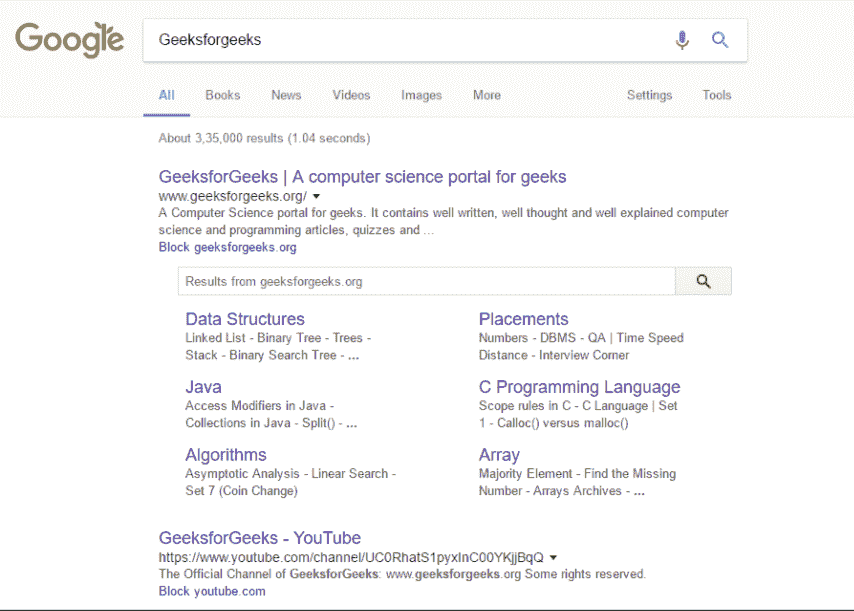 Google
Geeksforgeeks
All Books News Videos Images More Settings Tools
About 3,35,000 results (1.04 seconds)
GeeksforGeeks | A computer science portal for geeks
www.geeksforgeeks.org/
A Computer Science portal for geeks. It contains well written, well thought and well explained computer
science and programming articles, quizzes and ...
Block geeksforgeeks.org
Results from geeksforgeeks.org
Data Structures
Linked List - Binary Tree - Trees -
Stack - Binary Search Tree - ...
Placements
Numbers - DBMS - QA | Time Speed
Distance - Interview Corner
Java
Access Modifiers in Java -
Collections in Java - Split() - ...
C Programming Language
Scope rules in C - C Language | Set
1 - Calloc() versus malloc()
Algorithms
Asymptotic Analysis - Linear Search -
Set 7 (Coin Change)
Array
Majority Element - Find the Missing
Number - Arrays Archives - ...
GeeksforGeeks - YouTube
https://www.youtube.com/channel/UC0RhatS1pyxInC00YKjjBqQ
The Official Channel of GeeksforGeeks: www.geeksforgeeks.org Some rights reserved.
Block youtube.com